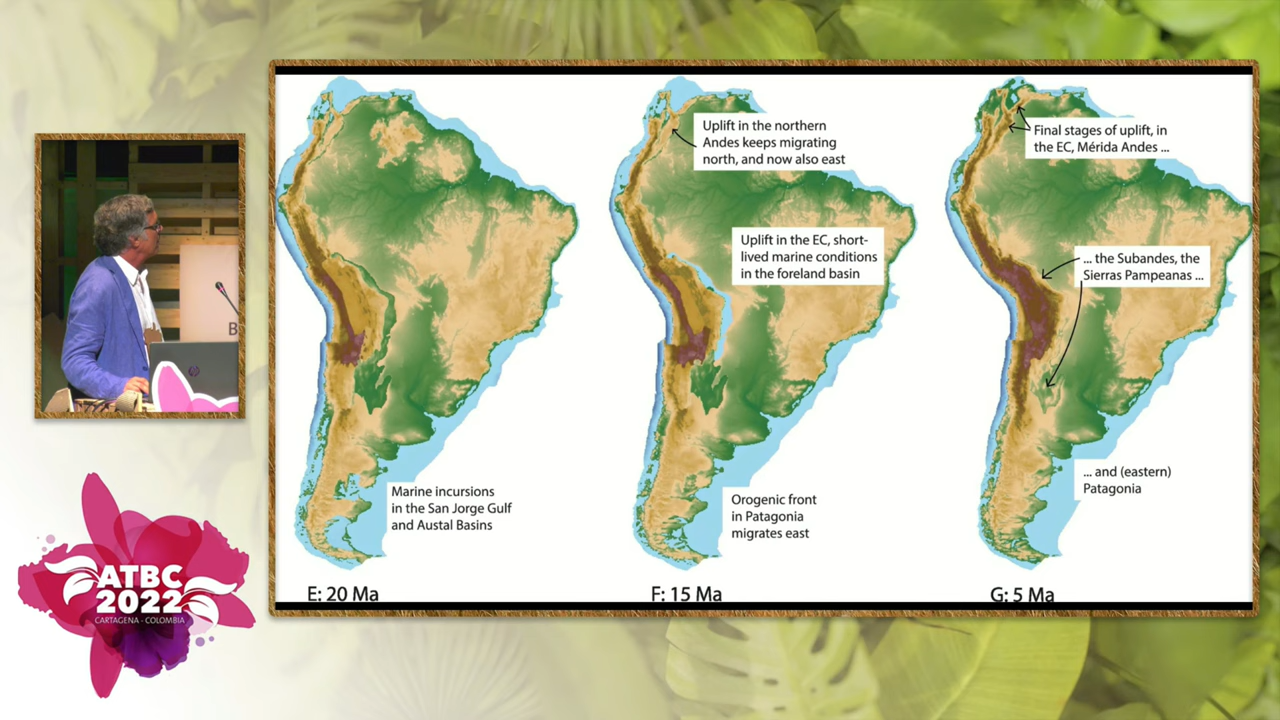 Uplift in the northern
Andes keeps migrating
north, and now also east
Final stages of uplift, in
the EC, Mérida Andes ...
Uplift in the EC, short-
lived marine conditions
in the foreland basin
... the Subandes, the
Sierras Pampeanas ...
... and (eastern)
Patagonia
Marine incursions
in the San Jorge Gulf
and Austal Basins
Orogenic front
in Patagonia
migrates east
E: 20 Ma
F: 15 Ma
G: 5 Ma
B
ATBC
2022
CARTAGENA - COLOMBIA